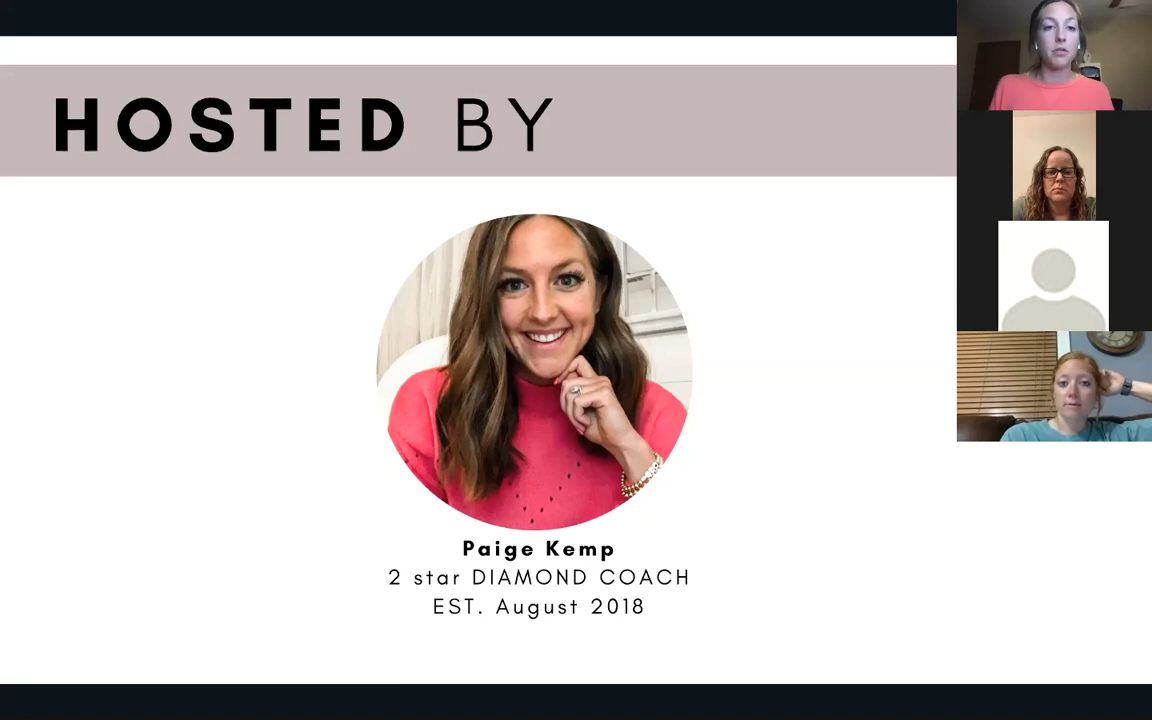 HOSTED BY
Paige Kemp
2 star DIAMOND COACH
EST. August 2018